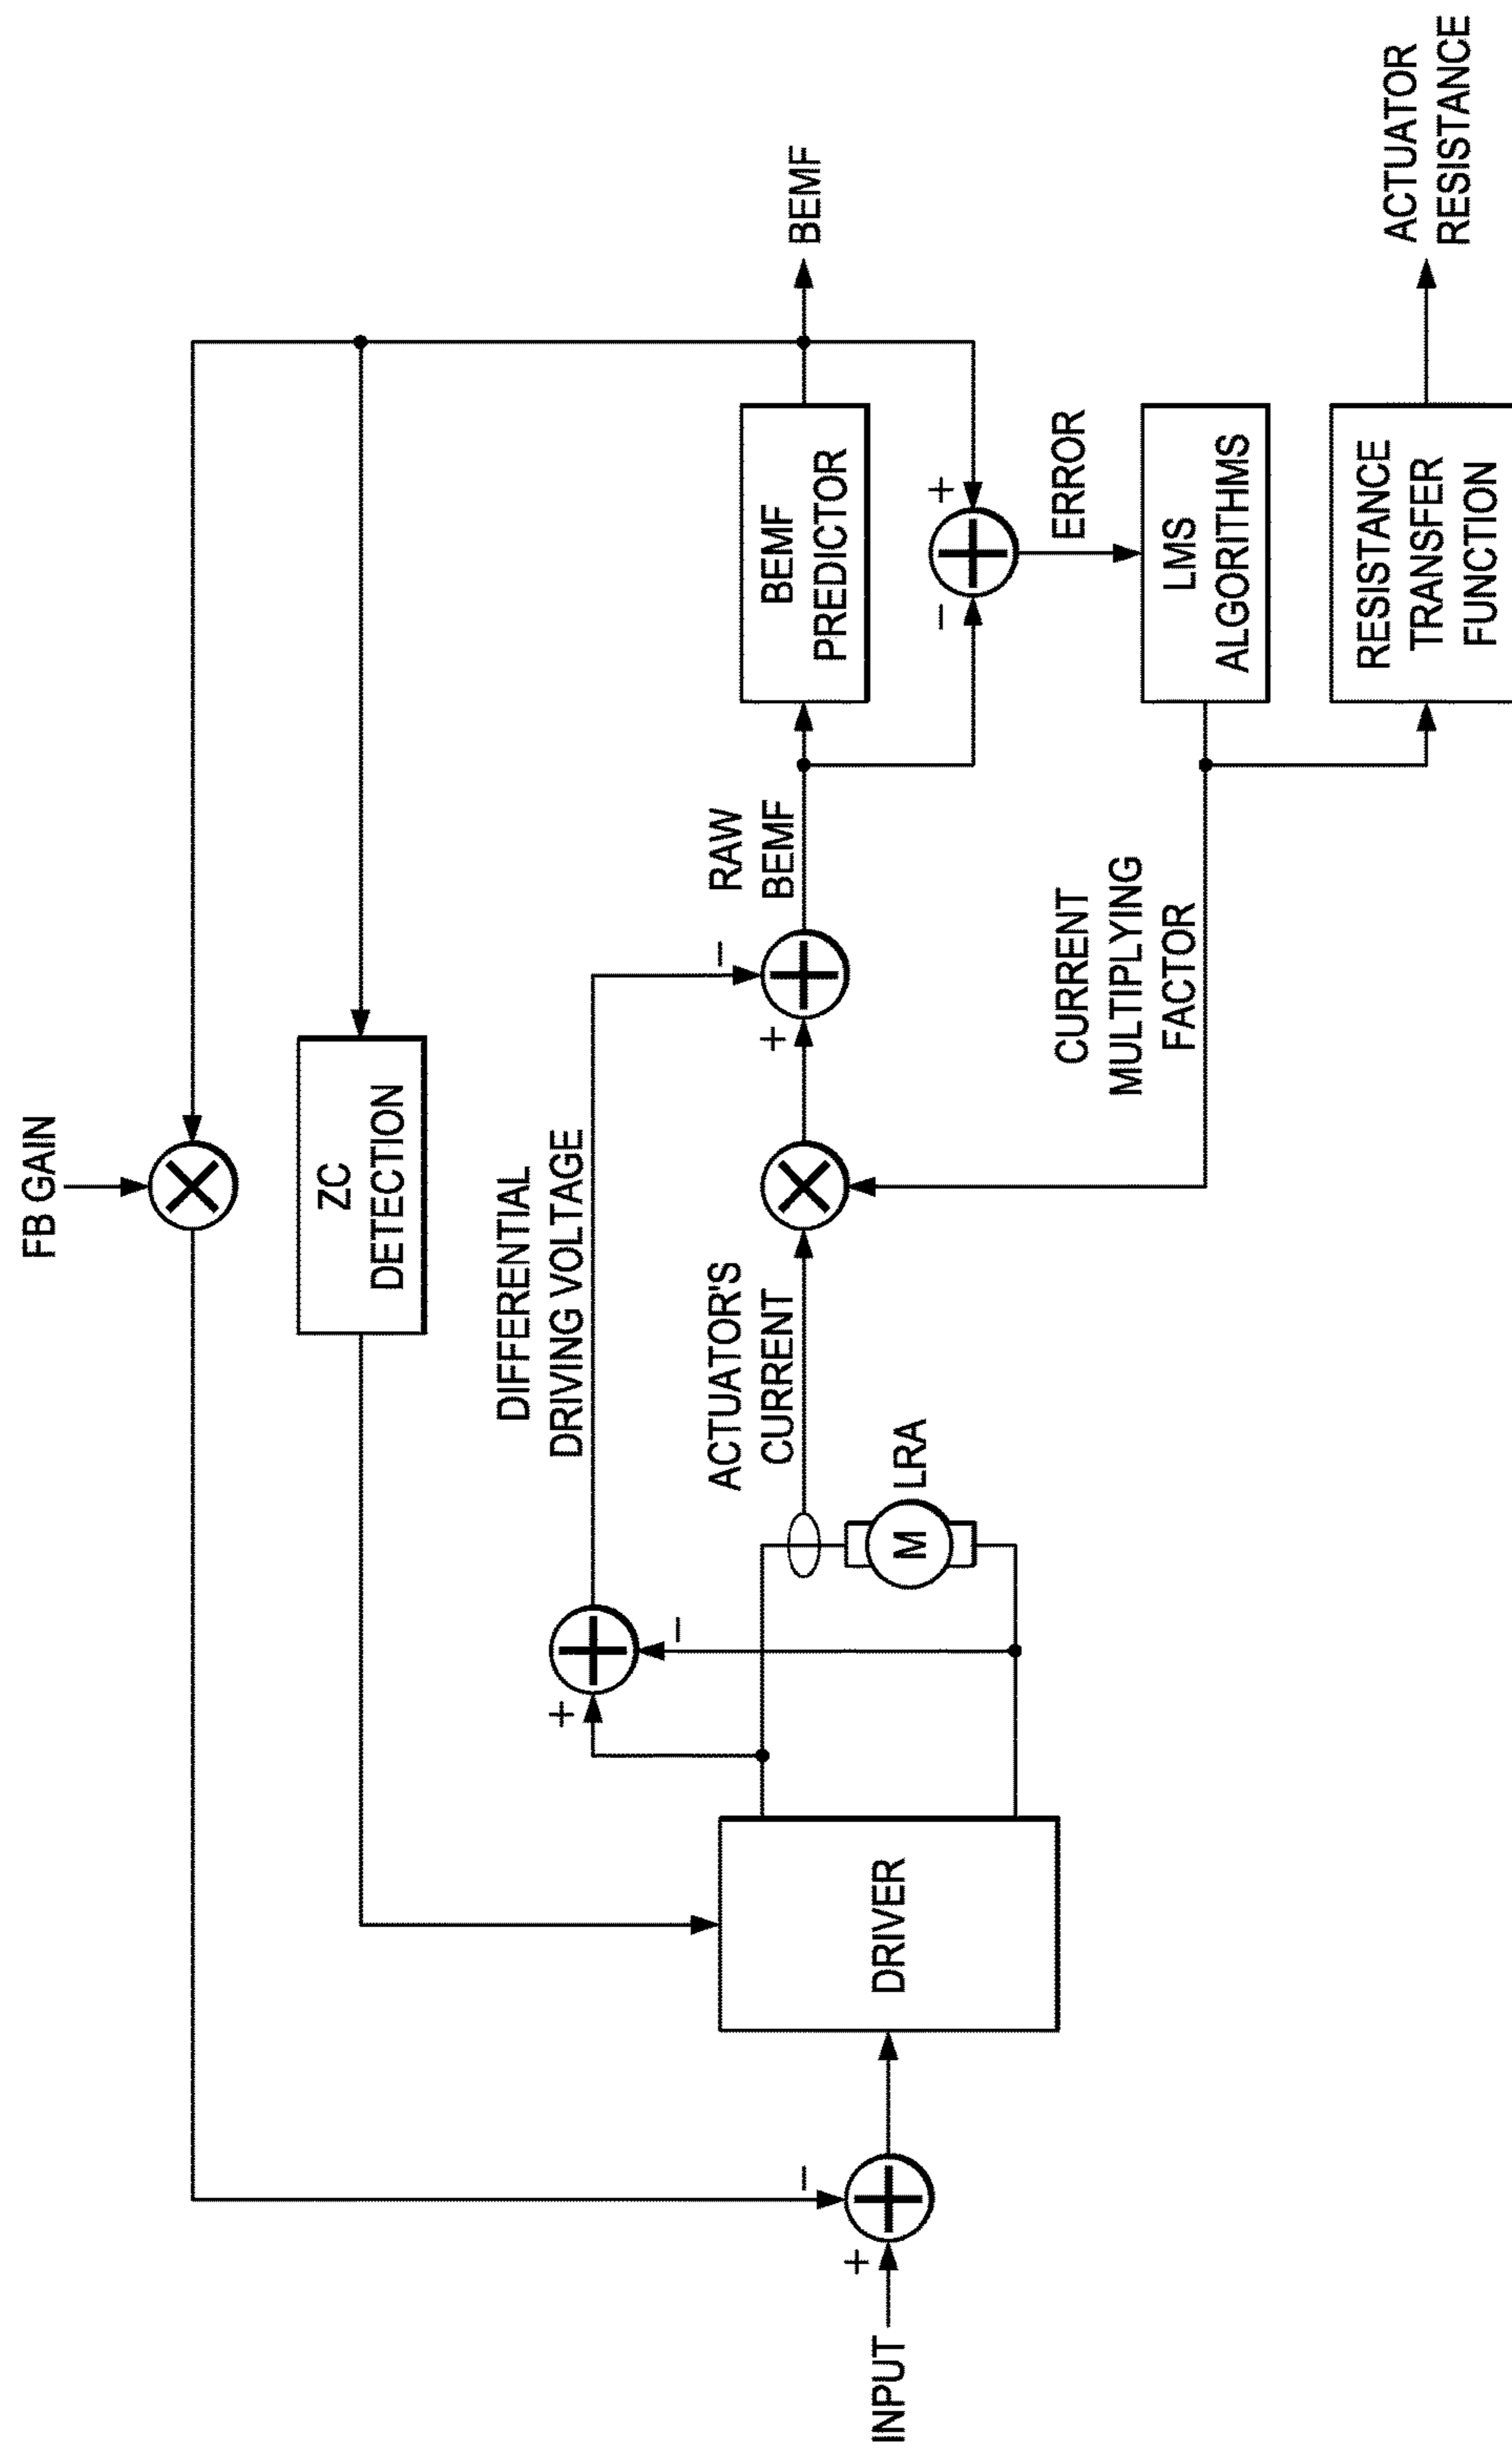 FB GAIN
ZC
DETECTION
DIFFERENTIAL
DRIVING VOLTAGE
ACTUATOR'S
CURRENT
RAW
BEMF
BEMF
PREDICTOR
BEMF
INPUT
+
−
DRIVER
+
−
M
LRA
+
−
−
+
ERROR
CURRENT
MULTIPLYING
FACTOR
LMS
ALGORITHMS
RESISTANCE
TRANSFER
FUNCTION
ACTUATOR
RESISTANCE